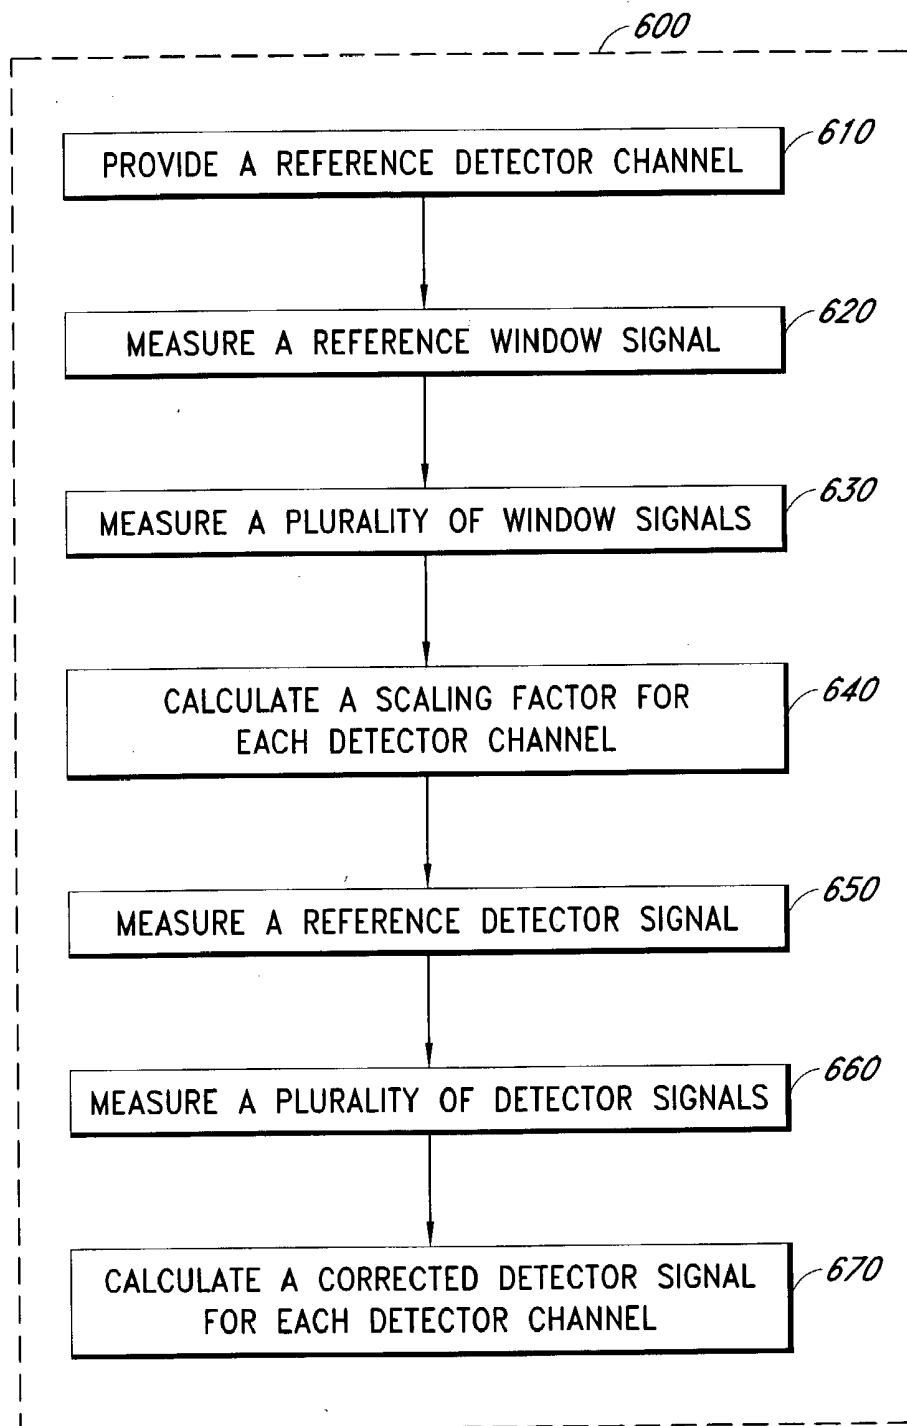 600
PROVIDE A REFERENCE DETECTOR CHANNEL
610
MEASURE A REFERENCE WINDOW SIGNAL
620
MEASURE A PLURALITY OF WINDOW SIGNALS
630
CALCULATE A SCALING FACTOR FOR
EACH DETECTOR CHANNEL
640
MEASURE A REFERENCE DETECTOR SIGNAL
650
MEASURE A PLURALITY OF DETECTOR SIGNALS
660
CALCULATE A CORRECTED DETECTOR SIGNAL
FOR EACH DETECTOR CHANNEL
670